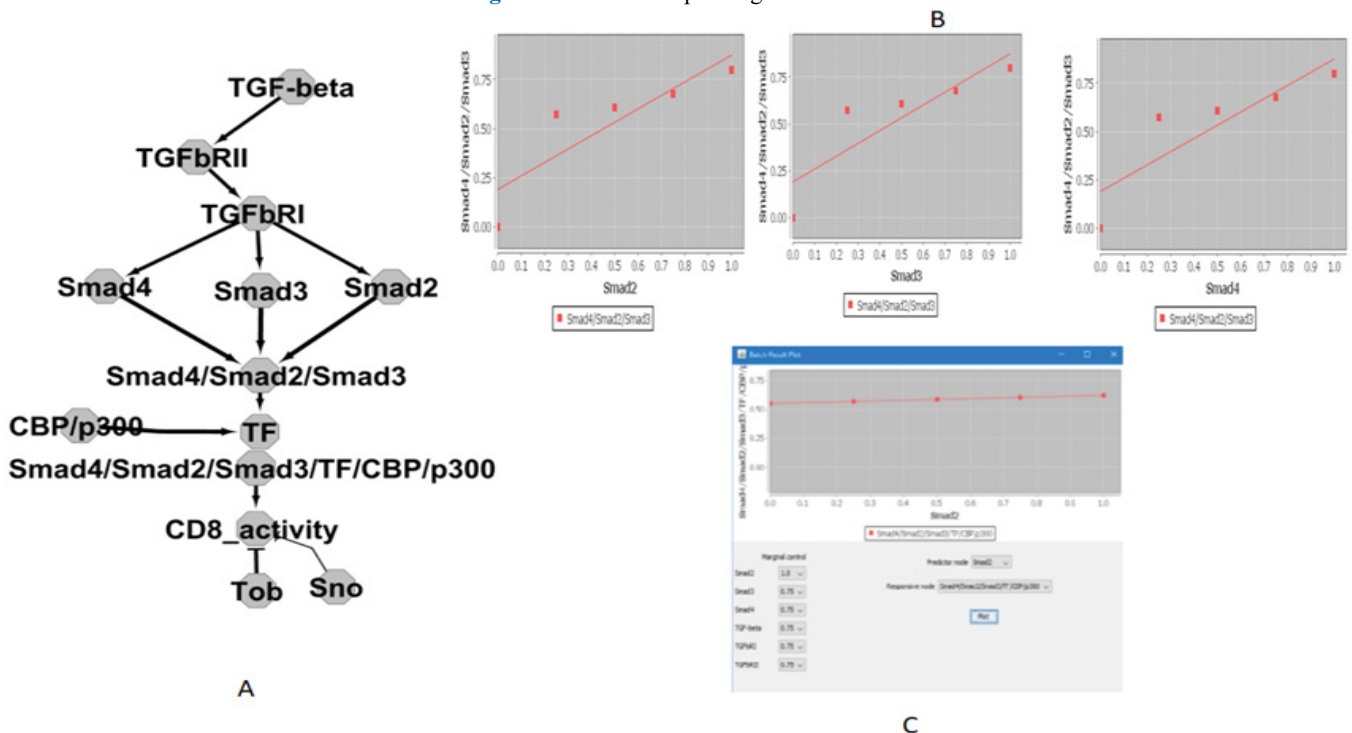 B
TGF-beta
TGFbRII
TGFbRI
Smad4
Smad3
Smad2
Smad4/Smad2/Smad3
CBP/p300
TF
Smad4/Smad2/Smad3/TF/CBP/p300
CD8_activity
Tob
Sno
A
Smad4/Smad2/Smad3
0.75
0.50
0.25
0.00
0.0 0.1 0.2 0.3 0.4 0.5 0.6 0.7 0.8 0.9 1.0
Smad2
Smad4/Smad2/Smad3
Smad4/Smad2/Smad3
0.75
0.50
0.25
0.00
0.0 0.1 0.2 0.3 0.4 0.5 0.6 0.7 0.8 0.9 1.0
Smad3
Smad4/Smad2/Smad3
Smad4/Smad2/Smad3
0.75
0.50
0.25
0.00
0.0 0.1 0.2 0.3 0.4 0.5 0.6 0.7 0.8 0.9 1.0
Smad4
Smad4/Smad2/Smad3
Batch Result Plot
Smad4/Smad2/Smad3/TF/CBP/p
0.75
0.50
0.25
0.00
0.0 0.1 0.2 0.3 0.4 0.5 0.6 0.7 0.8 0.9 1.0
Smad2
Smad4/Smad2/Smad3/TF/CBP/p300
Marginal control
Smad2 1.0
Smad3 0.75
Smad4 0.75
TGF-beta 0.75
TGFbRI 0.75
TGFbRII 0.75
Predictor node Smad2
Responsive node Smad4/Smad2/Smad3/TF/CBP/p300
Plot
C